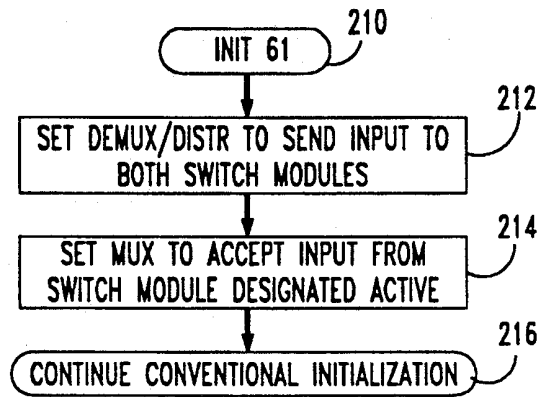 210
INIT 61
212
SET DEMUX/DISTR TO SEND INPUT TO
BOTH SWITCH MODULES
214
SET MUX TO ACCEPT INPUT FROM
SWITCH MODULE DESIGNATED ACTIVE
216
CONTINUE CONVENTIONAL INITIALIZATION